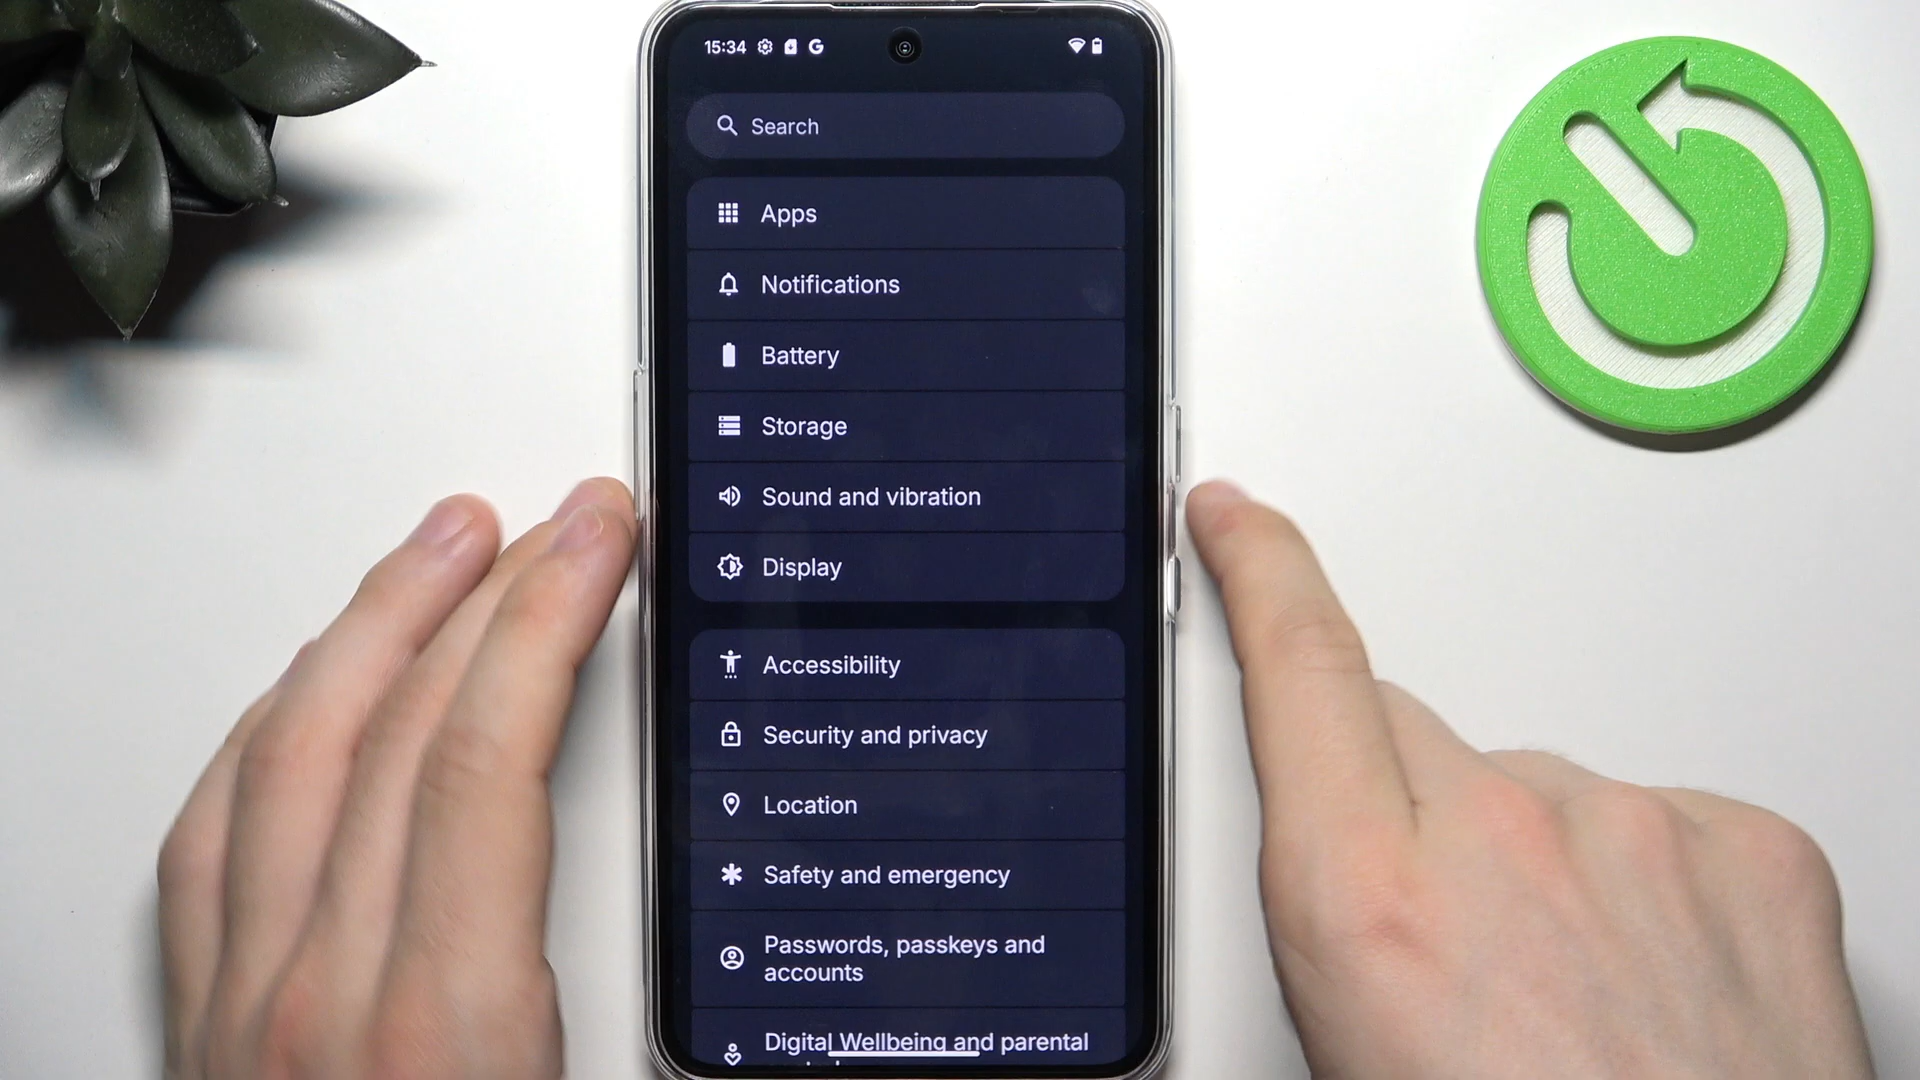 15:34
Search
Apps
Notifications
Battery
Storage
Sound and vibration
Display
Accessibility
Security and privacy
Location
Safety and emergency
Passwords, passkeys and
accounts
Digital Wellbeing and parental